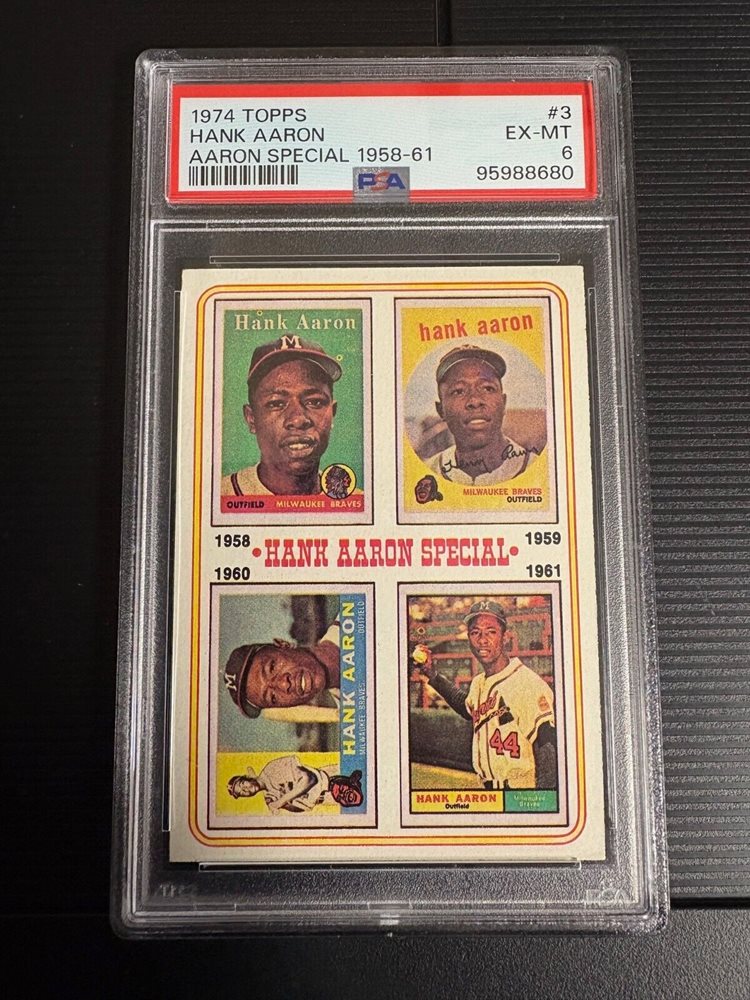 1974 TOPPS #3
HANK AARON EX-MT
AARON SPECIAL 1958-61 6
PSA 95988680
Hank Aaron
M
OUTFIELD MILWAUKEE BRAVES
hank aaron
MILWAUKEE BRAVES
OUTFIELD
1958 1959
• HANK AARON SPECIAL •
1960 1961
M
HANK AARON
MILWAUKEE BRAVES OUTFIELD
M
44
HANK AARON
Outfield
Milwaukee
Braves